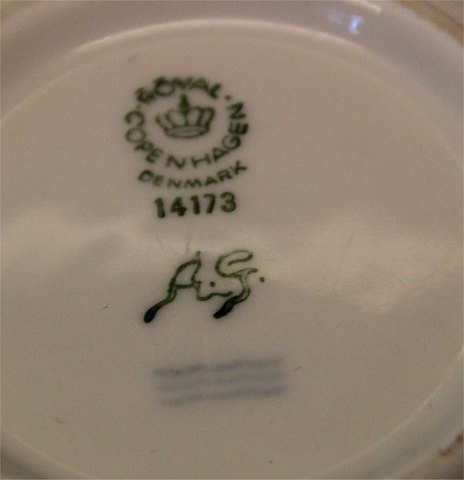 ROYAL
COPENHAGEN
DENMARK
14173